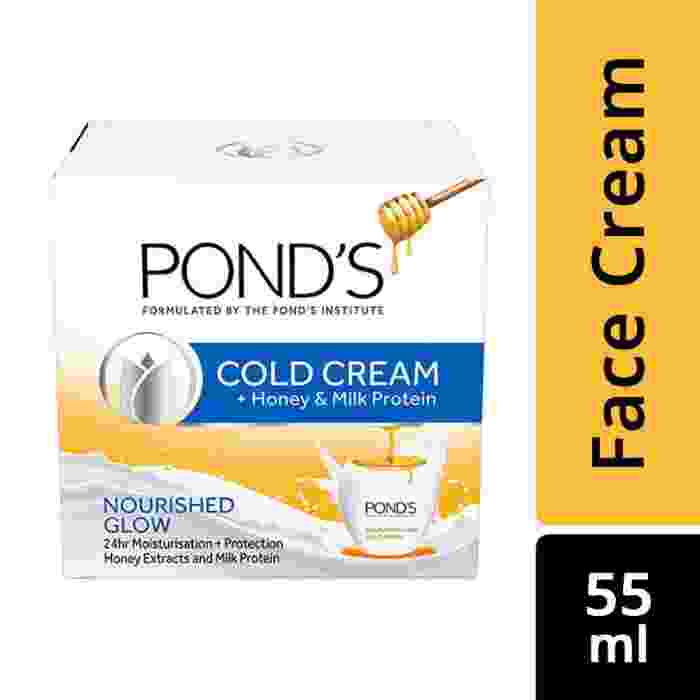 POND'S
FORMULATED BY THE POND'S INSTITUTE
COLD CREAM
+ Honey & Milk Protein
NOURISHED
GLOW
24hr Moisturisation + Protection
Honey Extracts and Milk Protein
POND'S
Face Cream
55
ml